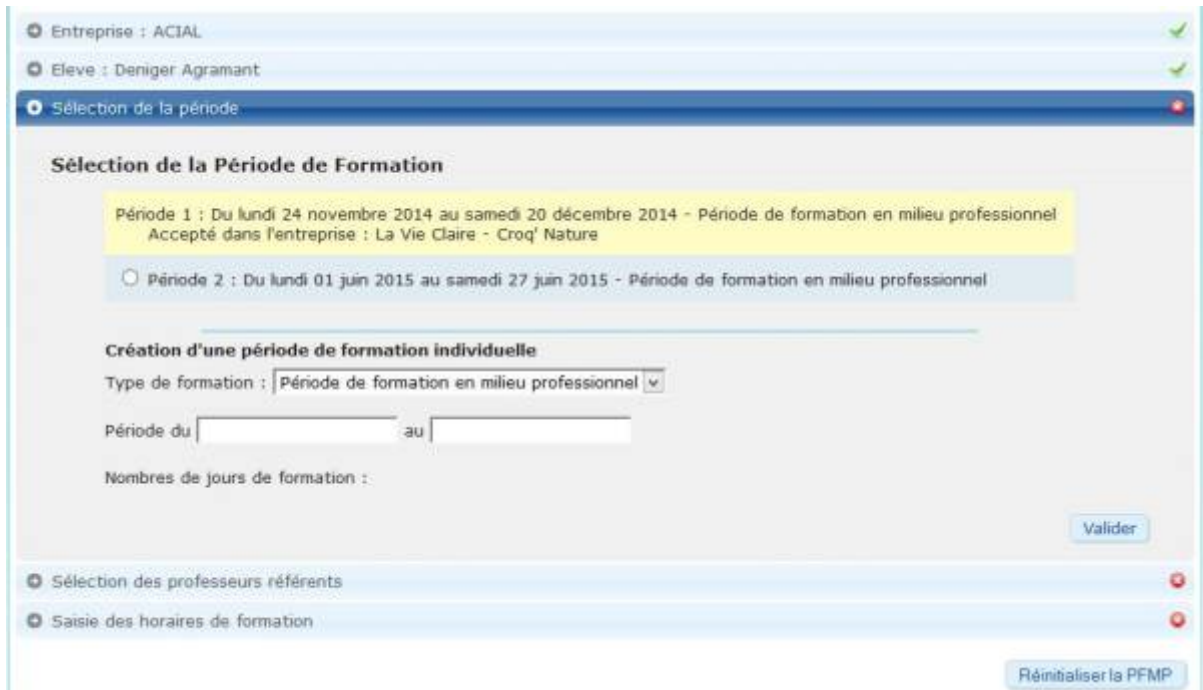 Entreprise : ACIAL
Eleve : Deniger Agramant
Sélection de la période
Sélection de la Période de Formation
Période 1 : Du lundi 24 novembre 2014 au samedi 20 décembre 2014 - Période de formation en milieu professionnel
Accepté dans l'entreprise : La Vie Claire - Croq' Nature
Période 2 : Du lundi 01 juin 2015 au samedi 27 juin 2015 - Période de formation en milieu professionnel
Création d'une période de formation individuelle
Type de formation : Période de formation en milieu professionnel
Période du au
Nombres de jours de formation :
Valider
Sélection des professeurs référents
Saisie des horaires de formation
Réinitialiser la PFMP